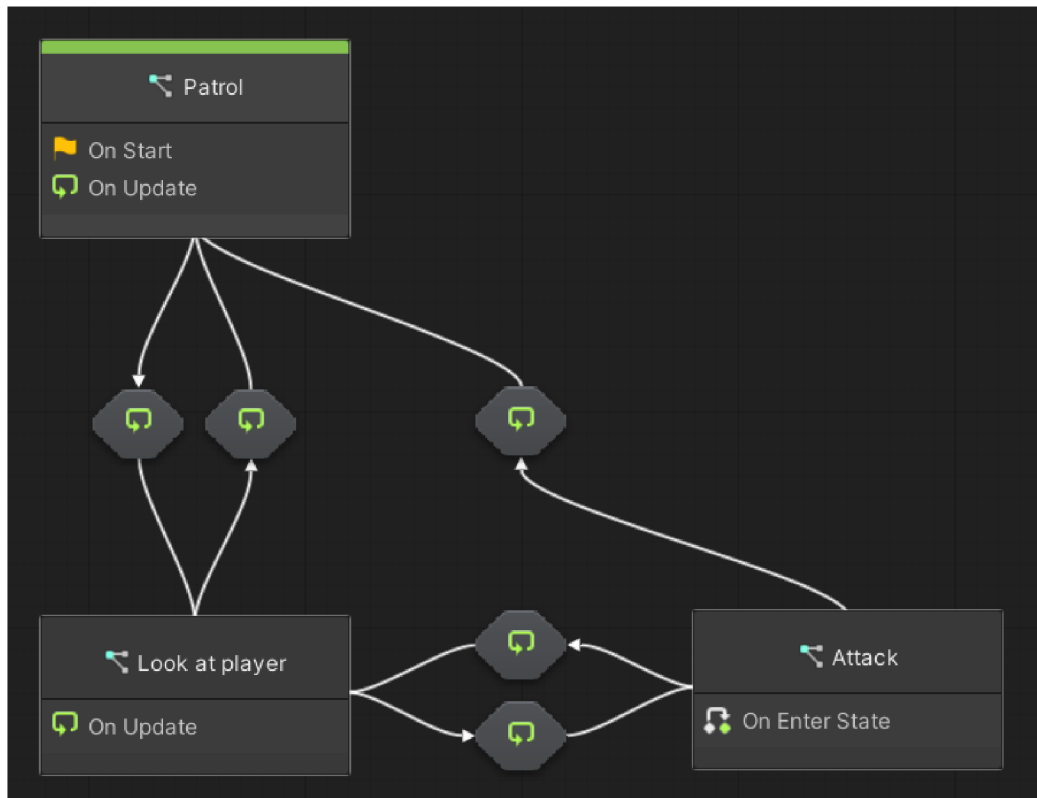 Patrol
On Start
On Update
Look at player
On Update
Attack
On Enter State